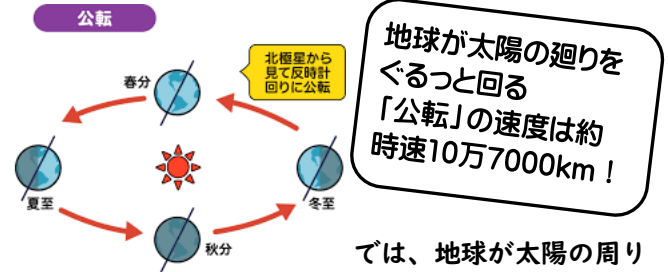 公転
北極星から
見て反時計
回りに公転
春分
夏至
冬至
秋分
地球が太陽の廻りを
ぐるっと回る
「公転」の速度は約
時速10万7000km!
では、地球が太陽の周り